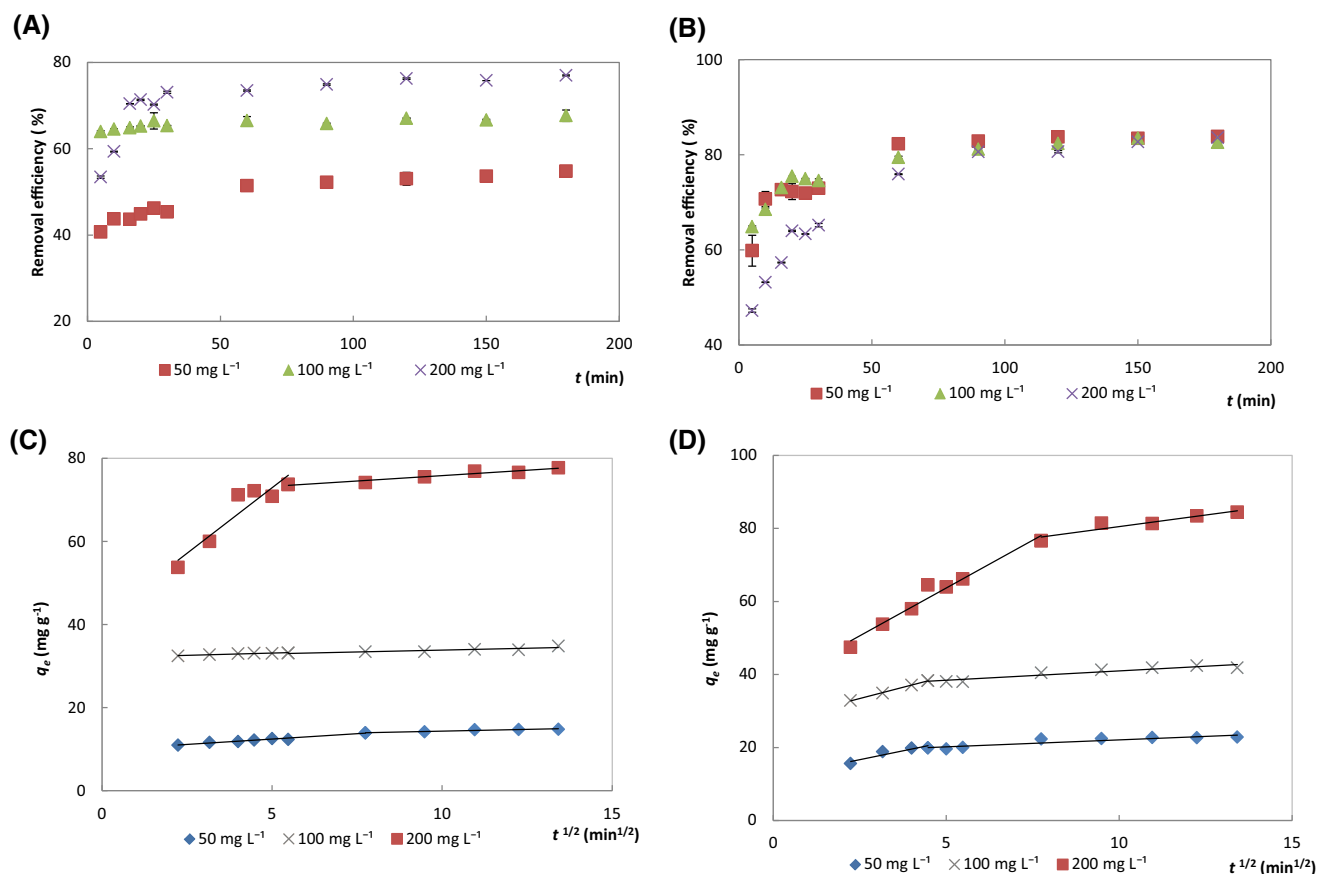 (A)
Removal efficiency ( %)
80
60
40
20
0 50 100 150 200
50 mg L⁻¹ 100 mg L⁻¹ 200 mg L⁻¹
t (min)
(B)
Removal efficiency (%)
100
80
60
40
0 50 100 150 200
50 mg L⁻¹ 100 mg L⁻¹ 200 mg L⁻¹
t (min)
(C)
qₑ (mg g⁻¹)
80
60
40
20
0
0 5 10 15
50 mg L⁻¹ 100 mg L⁻¹ 200 mg L⁻¹
t ¹/² (min¹/²)
(D)
qₑ (mg g⁻¹)
100
80
60
40
20
0
0 5 10 15
50 mg L⁻¹ 100 mg L⁻¹ 200 mg L⁻¹
t ¹/² (min¹/²)